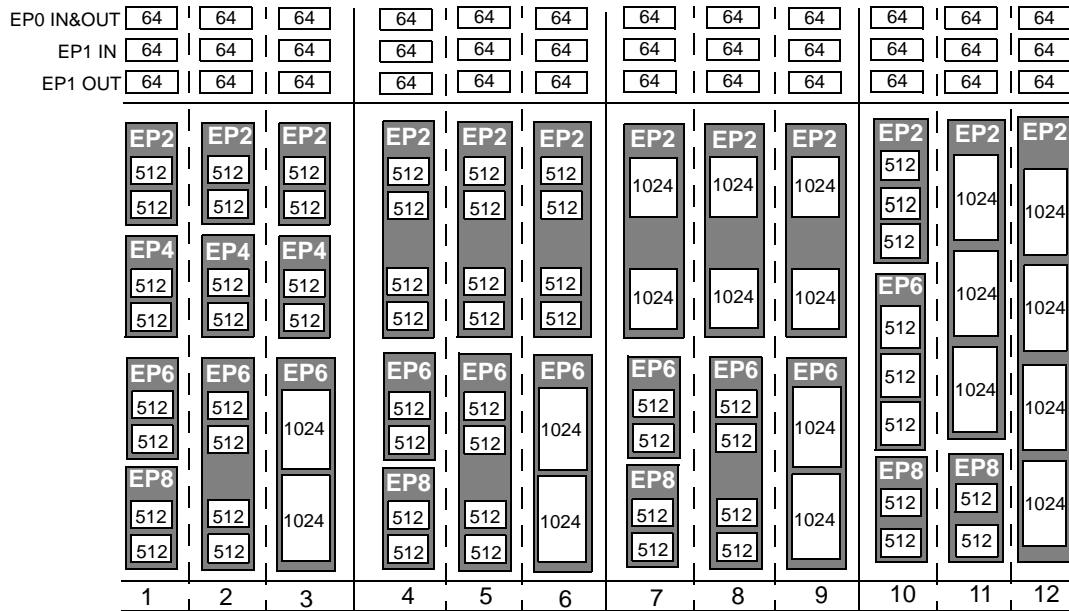 EP0 IN&OUT 64 64 64 64 64 64 64 64 64 64 64 64
EP1 IN 64 64 64 64 64 64 64 64 64 64 64 64
EP1 OUT 64 64 64 64 64 64 64 64 64 64 64 64
EP2 EP2 EP2 EP2 EP2 EP2 EP2 EP2 EP2 EP2 EP2 EP2
512 512 512 512 512 512 1024 1024 1024 512
512 512 512 512 512 512 512 1024 1024
EP4 EP4 EP4 512
512 512 512 512 512 512 1024 1024 1024 EP6 1024 1024
512 512 512 512 512 512 512
EP6 EP6 EP6 EP6 EP6 EP6 EP6 EP6 EP6 512 1024
512 512 1024 512 512 1024 512 512 1024 512 1024
512 512 512 512 512 512
EP8 EP8 EP8 EP8 EP8
512 512 1024 512 512 1024 512 512 1024 512 512 1024
512 512 512 512 512 512 512 512
1 2 3 4 5 6 7 8 9 10 11 12